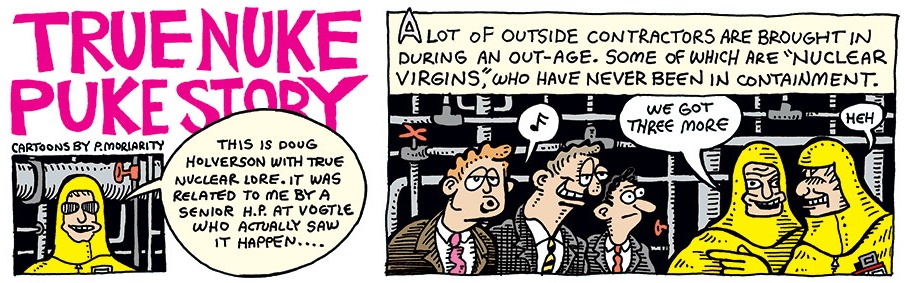 TRUE NUKE
PUKE STORY
CARTOONS BY P. MORIARITY
THIS IS DOUG
HOLVERSON WITH TRUE
NUCLEAR LORE. IT WAS
RELATED TO ME BY A
SENIOR H.P. AT VOGTLE
WHO ACTUALLY SAW
IT HAPPEN....
A LOT OF OUTSIDE CONTRACTORS ARE BROUGHT IN
DURING AN OUT-AGE. SOME OF WHICH ARE "NUCLEAR
VIRGINS", WHO HAVE NEVER BEEN IN CONTAINMENT.
WE GOT
THREE MORE
HEH